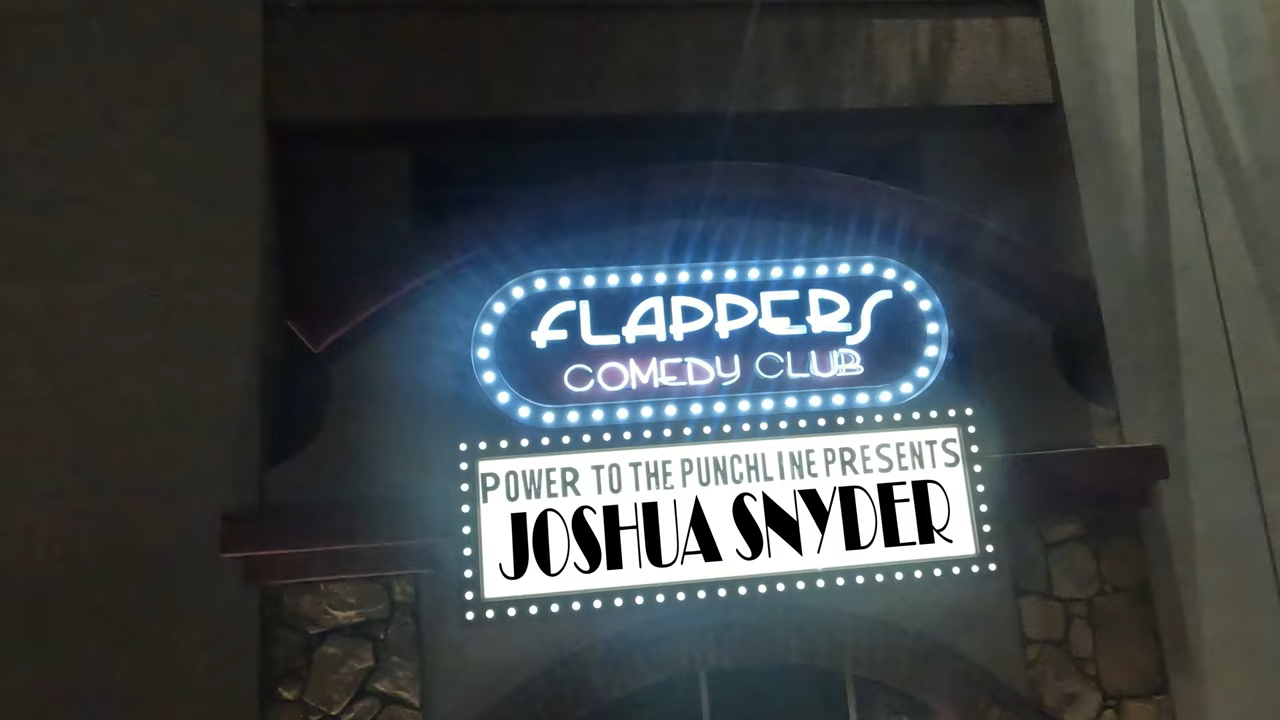 FLAPPERS
COMEDY CLUB
POWER TO THE PUNCHLINE PRESENTS
JOSHUA SNYDER